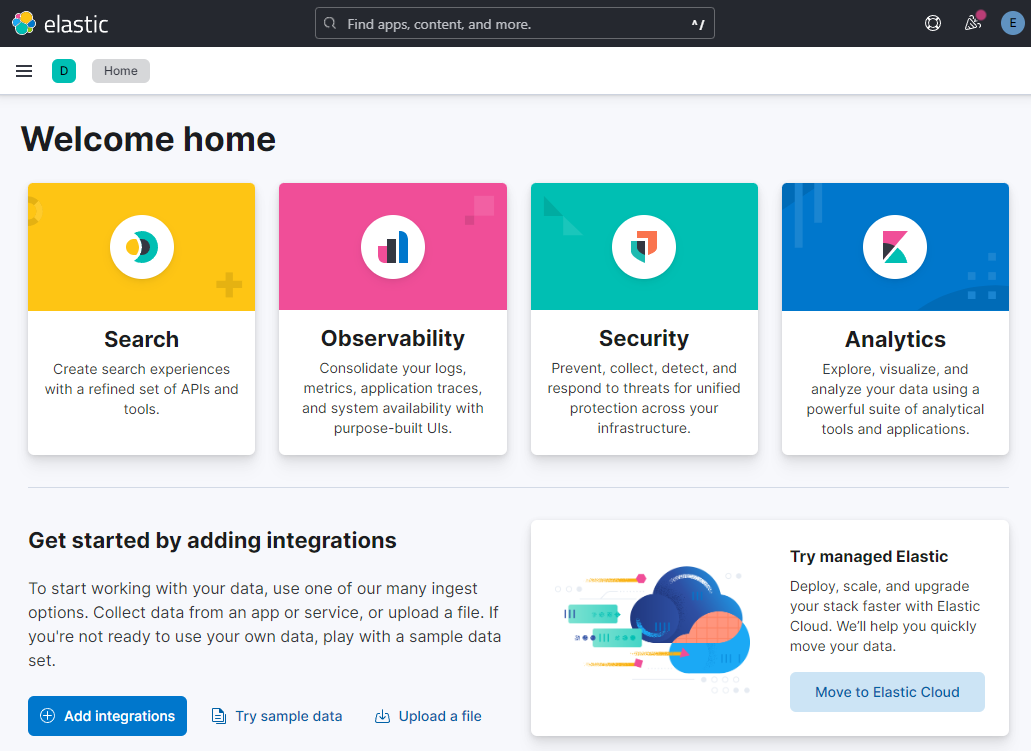 elastic
Find apps, content, and more.
^/
E
D
Home
Welcome home
Search
Create search experiences
with a refined set of APIs and
tools.
Observability
Consolidate your logs,
metrics, application traces,
and system availability with
purpose-built UIs.
Security
Prevent, collect, detect, and
respond to threats for unified
protection across your
infrastructure.
Analytics
Explore, visualize, and
analyze your data using a
powerful suite of analytical
tools and applications.
Get started by adding integrations
To start working with your data, use one of our many ingest
options. Collect data from an app or service, or upload a file. If
you're not ready to use your own data, play with a sample data
set.
Add integrations
Try sample data
Upload a file
Try managed Elastic
Deploy, scale, and upgrade
your stack faster with Elastic
Cloud. We'll help you quickly
move your data.
Move to Elastic Cloud